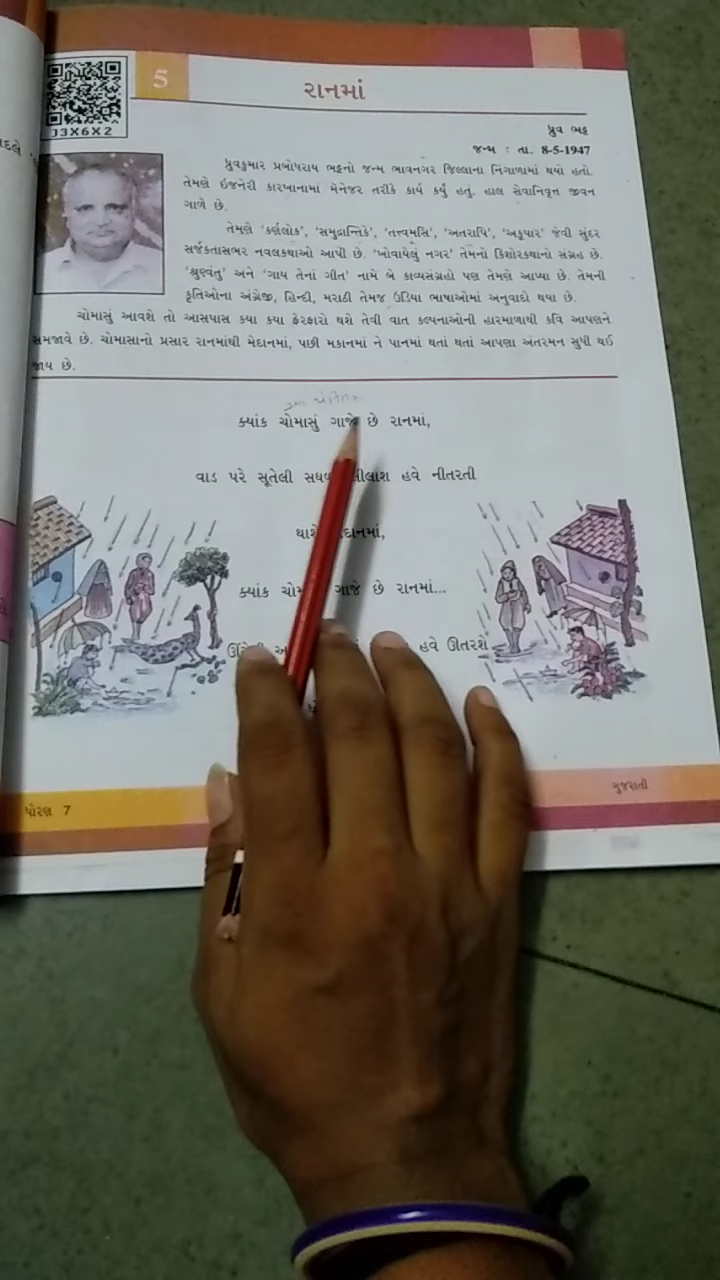 J3X6X2
5
રાનમાં
ધ્રુવ ભટ્ટ
જન્મ : તા. 8-5-1947
ધ્રુવકુમાર પ્રબોધરાય ભટ્ટનો જન્મ ભાવનગર જિલ્લાના નિંગાળામાં થયો હતો.
તેમણે ઇજનેરી કારખાનામાં મૅનેજર તરીકે કાર્ય કર્યું હતું. હાલ સેવાનિવૃત્ત જીવન
ગાળે છે.
તેમણે ‘કર્ણલોક’, ‘સમુદ્રાન્તિકે’, ‘તત્ત્વમસિ’, ‘અતરાપિ’, ‘અકૂપાર’ જેવી સુંદર
સર્જકતાસભર નવલકથાઓ આપી છે. ‘ખોવાયેલું નગર’ તેમનો કિશોરકથાનો સંગ્રહ છે.
‘શ્રુણ્વંતુ’ અને ‘ગાય તેનાં ગીત’ નામે બે કાવ્યસંગ્રહો પણ તેમણે આપ્યા છે. તેમની
કૃતિઓના અંગ્રેજી, હિન્દી, મરાઠી તેમજ ઉડિયા ભાષાઓમાં અનુવાદો થયા છે.
ચોમાસું આવશે તો આસપાસ કયા કયા ફેરફારો થશે તેવી વાત કલ્પનાઓની હારમાળાથી કવિ આપણને
સમજાવે છે. ચોમાસાનો પ્રસાર રાનમાંથી મેદાનમાં, પછી મકાનમાં ને પાનમાં થતાં થતાં આપણા અંતરમન સુધી થઈ
જાય છે.
ક્યાંક ચોમાસું ગાજે છે રાનમાં,
વાડ પરે સૂતેલી હવે નીતરતી
થાશે
ક્યાંક ગાજે છે રાનમાં...
હવે ઊતરશે
ધોરણ 7
ગુજરાતી